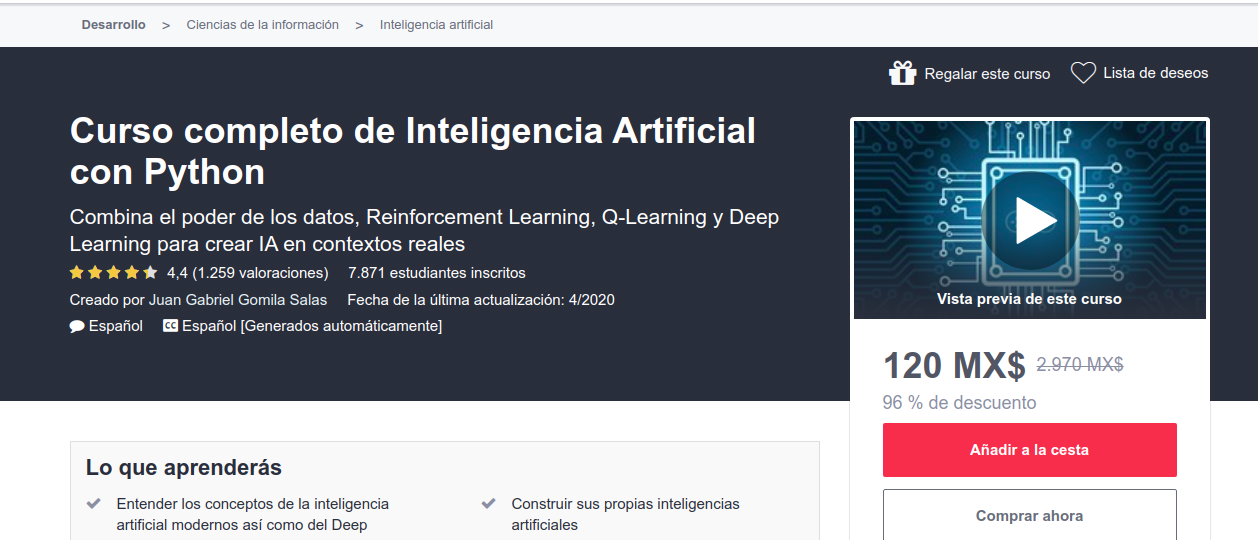 Desarrollo > Ciencias de la información > Inteligencia artificial
Regalar este curso
Lista de deseos
Curso completo de Inteligencia Artificial
con Python
Combina el poder de los datos, Reinforcement Learning, Q-Learning y Deep
Learning para crear IA en contextos reales
4,4 (1.259 valoraciones) 7.871 estudiantes inscritos
Creado por Juan Gabriel Gomila Salas Fecha de la última actualización: 4/2020
Español CC Español [Generados automáticamente]
Vista previa de este curso
120 MX$ 2.970 MX$
96 % de descuento
Añadir a la cesta
Comprar ahora
Lo que aprenderás
Entender los conceptos de la inteligencia
artificial modernos así como del Deep
Construir sus propias inteligencias
artificiales